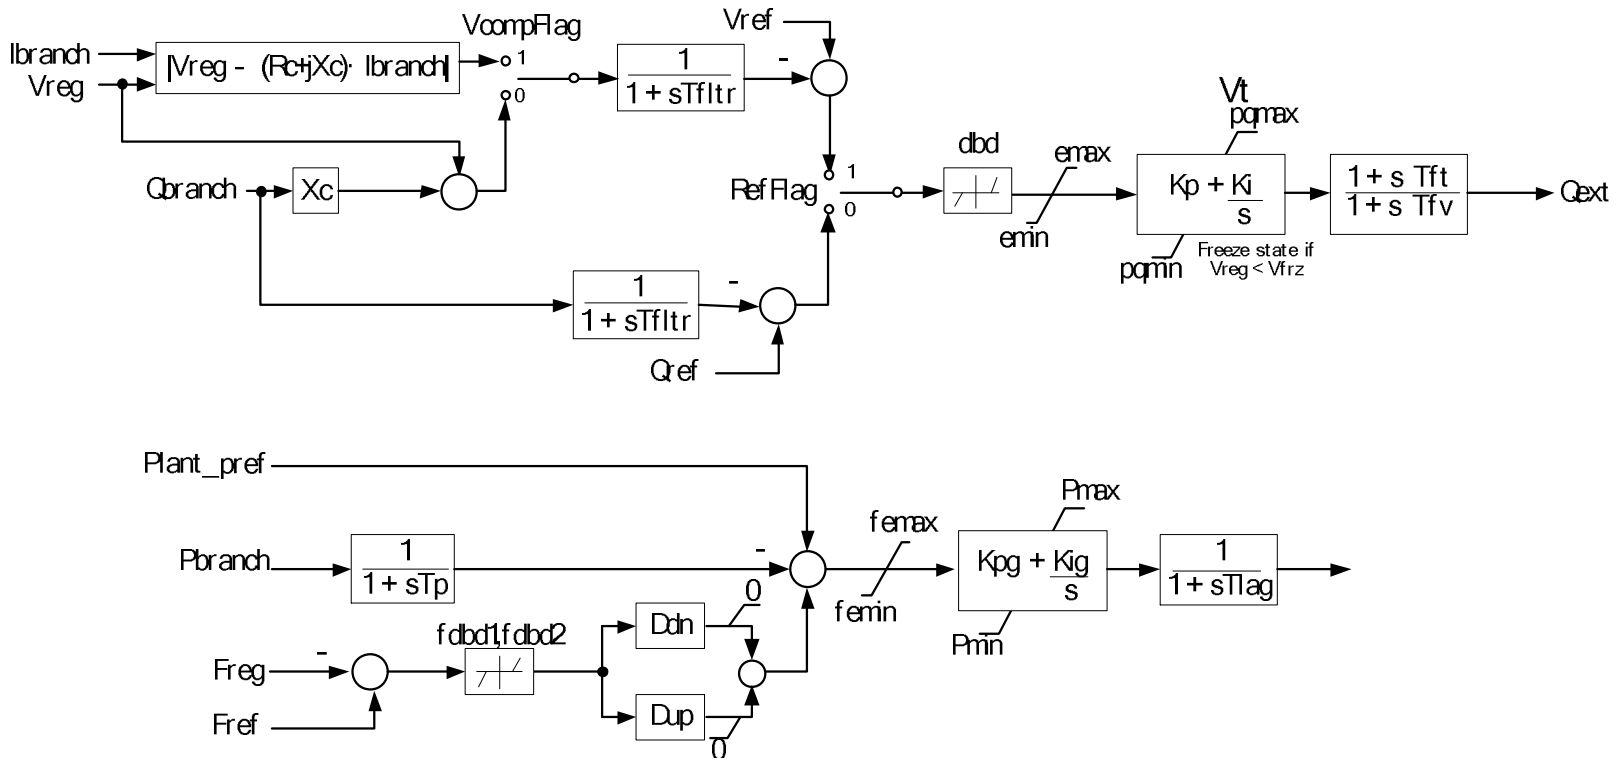 VcompFlag
Vref
Ibranch
Vreg
|Vreg - (Rc+jXc)· Ibranch|
1
0
1
1 + sTfltr
-
Qbranch
Xc
RefFlag
1
0
dbd
emax
emin
Vt
pqmax
Kp + Ki
s
pqmin
Freeze state if
Vreg < Vfrz
1 + s Tft
1 + s Tfv
Qext
1
1 + sTfltr
-
Qref
Plant_pref
Pbranch
1
1 + sTp
-
femax
femin
Pmax
Kpg + Kig
s
Pmin
1
1 + sTlag
Freg
-
Fref
fdbd1,fdbd2
Ddn
0
Dup
0